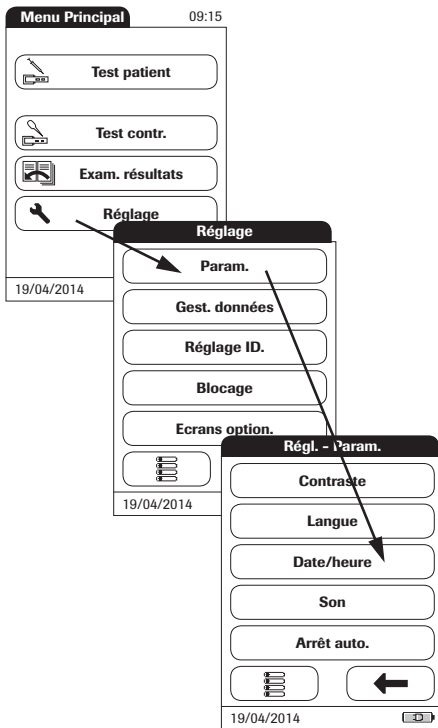 Menu Principal 09:15
Test patient
Test contr.
Exam. résultats
Réglage
19/04/2014
Réglage
Param.
Gest. données
Réglage ID.
Blocage
Ecrans option.
19/04/2014
Régl. - Param.
Contraste
Langue
Date/heure
Son
Arrêt auto.
19/04/2014